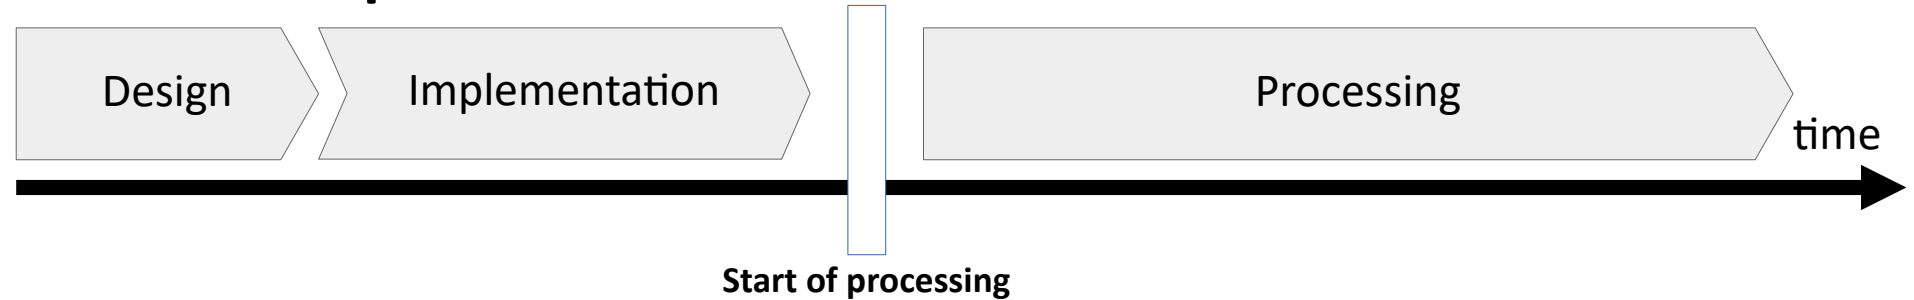 Design
Implementation
Processing
time
Start of processing